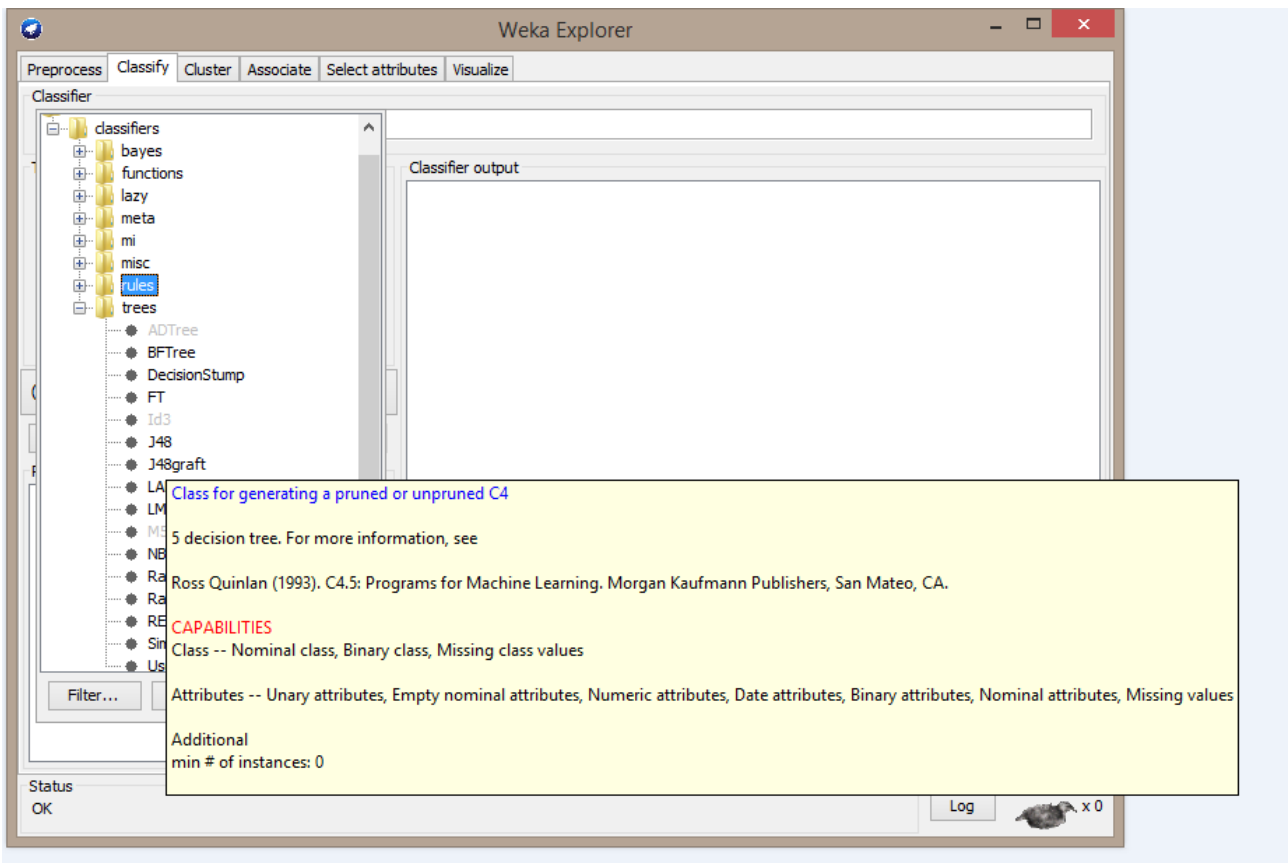 Weka Explorer
Preprocess Classify Cluster Associate Select attributes Visualize
Classifier
classifiers
bayes
functions
lazy
meta
mi
misc
rules
trees
ADTree
BFTree
DecisionStump
FT
Id3
J48
J48graft
Classifier output
Class for generating a pruned or unpruned C4
5 decision tree. For more information, see
Ross Quinlan (1993). C4.5: Programs for Machine Learning. Morgan Kaufmann Publishers, San Mateo, CA.
CAPABILITIES
Class -- Nominal class, Binary class, Missing class values
Attributes -- Unary attributes, Empty nominal attributes, Numeric attributes, Date attributes, Binary attributes, Nominal attributes, Missing values
Additional
min # of instances: 0
Filter...
Status
OK
Log
x 0